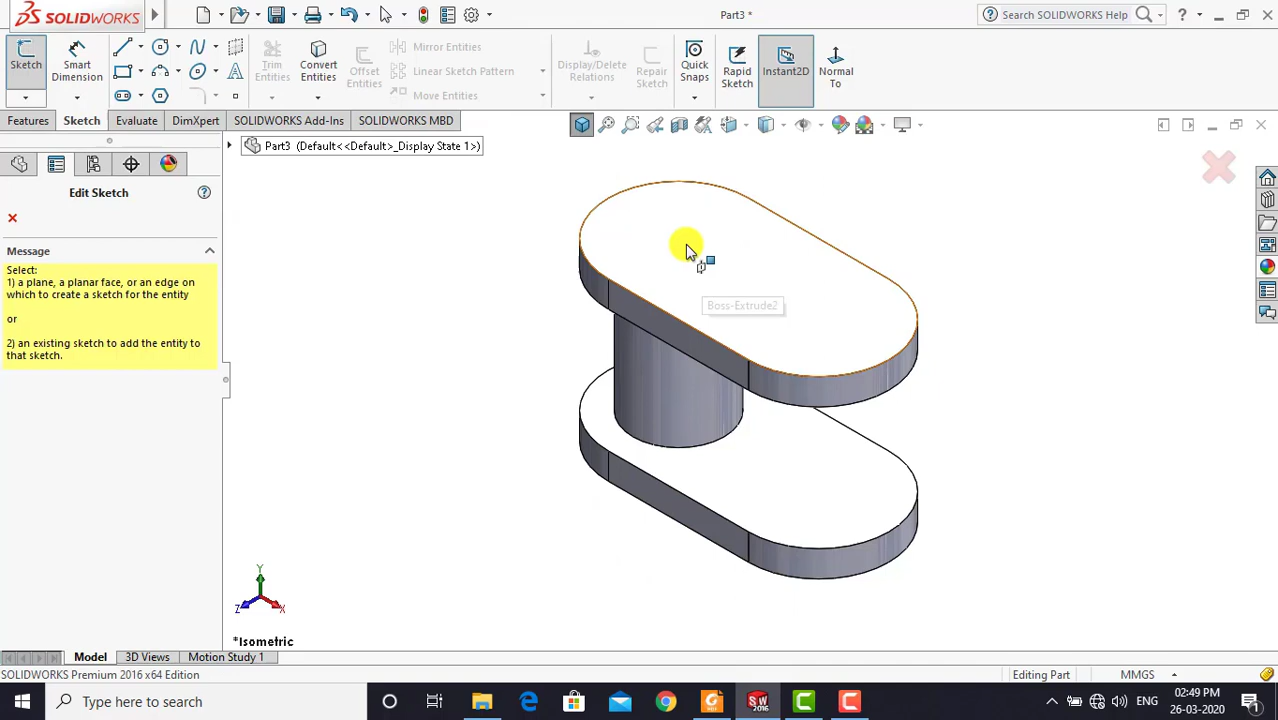 SOLIDWORKS
Part3 *
Search SOLIDWORKS Help
Sketch
Smart Dimension
Trim Entities
Convert Entities
Offset Entities
Mirror Entities
Linear Sketch Pattern
Move Entities
Display/Delete Relations
Repair Sketch
Quick Snaps
Rapid Sketch
Instant2D
Normal To
Features
Sketch
Evaluate
DimXpert
SOLIDWORKS Add-Ins
SOLIDWORKS MBD
Part3 (Default<<Default>_Display State 1>)
Edit Sketch
Message
Select:
1) a plane, a planar face, or an edge on
which to create a sketch for the entity
or
2) an existing sketch to add the entity to
that sketch.
Boss-Extrude2
Y
Z
X
*Isometric
Model
3D Views
Motion Study 1
SOLIDWORKS Premium 2016 x64 Edition
Editing Part
MMGS
Type here to search
SW
2016
ENG
02:49 PM
26-03-2020